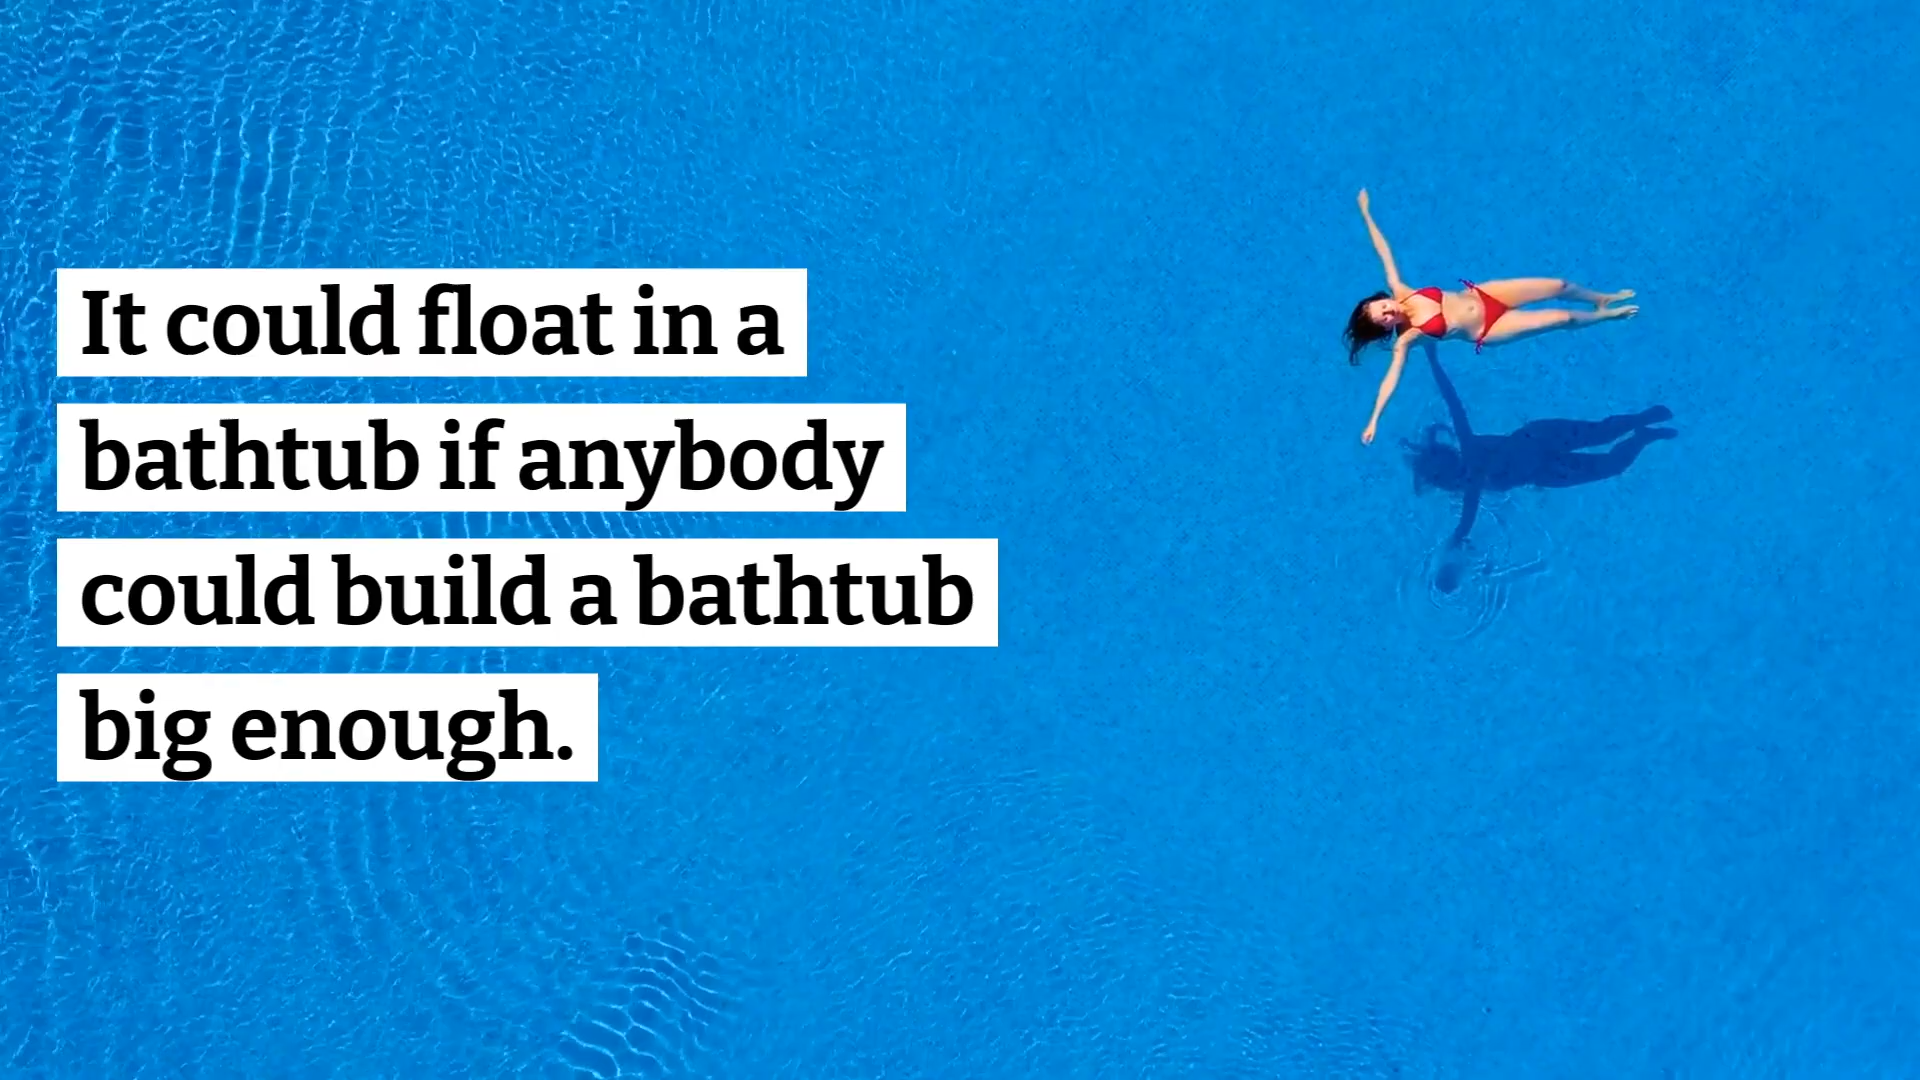 It could float in a
bathtub if anybody
could build a bathtub
big enough.